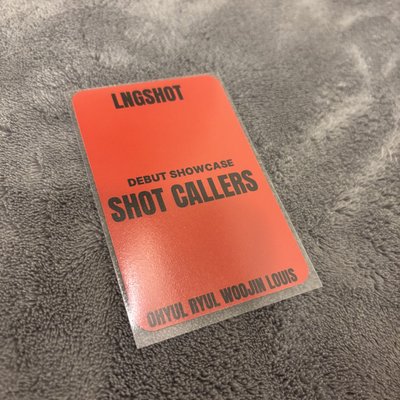 LNGSHOT
DEBUT SHOWCASE
SHOT CALLERS
OHYUL RYUL WOOJIN LOUIS